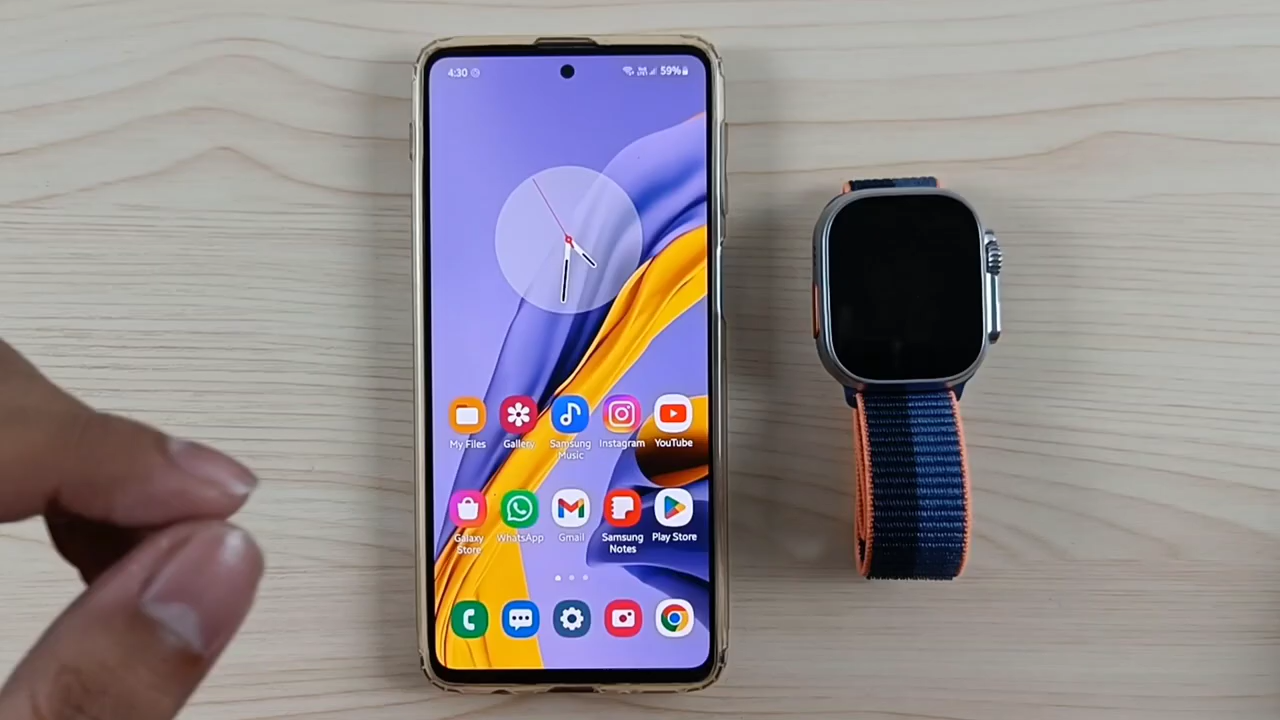 4:30
59%
My Files
Gallery
Samsung
Music
Instagram
YouTube
Galaxy
Store
WhatsApp
Gmail
Samsung
Notes
Play Store